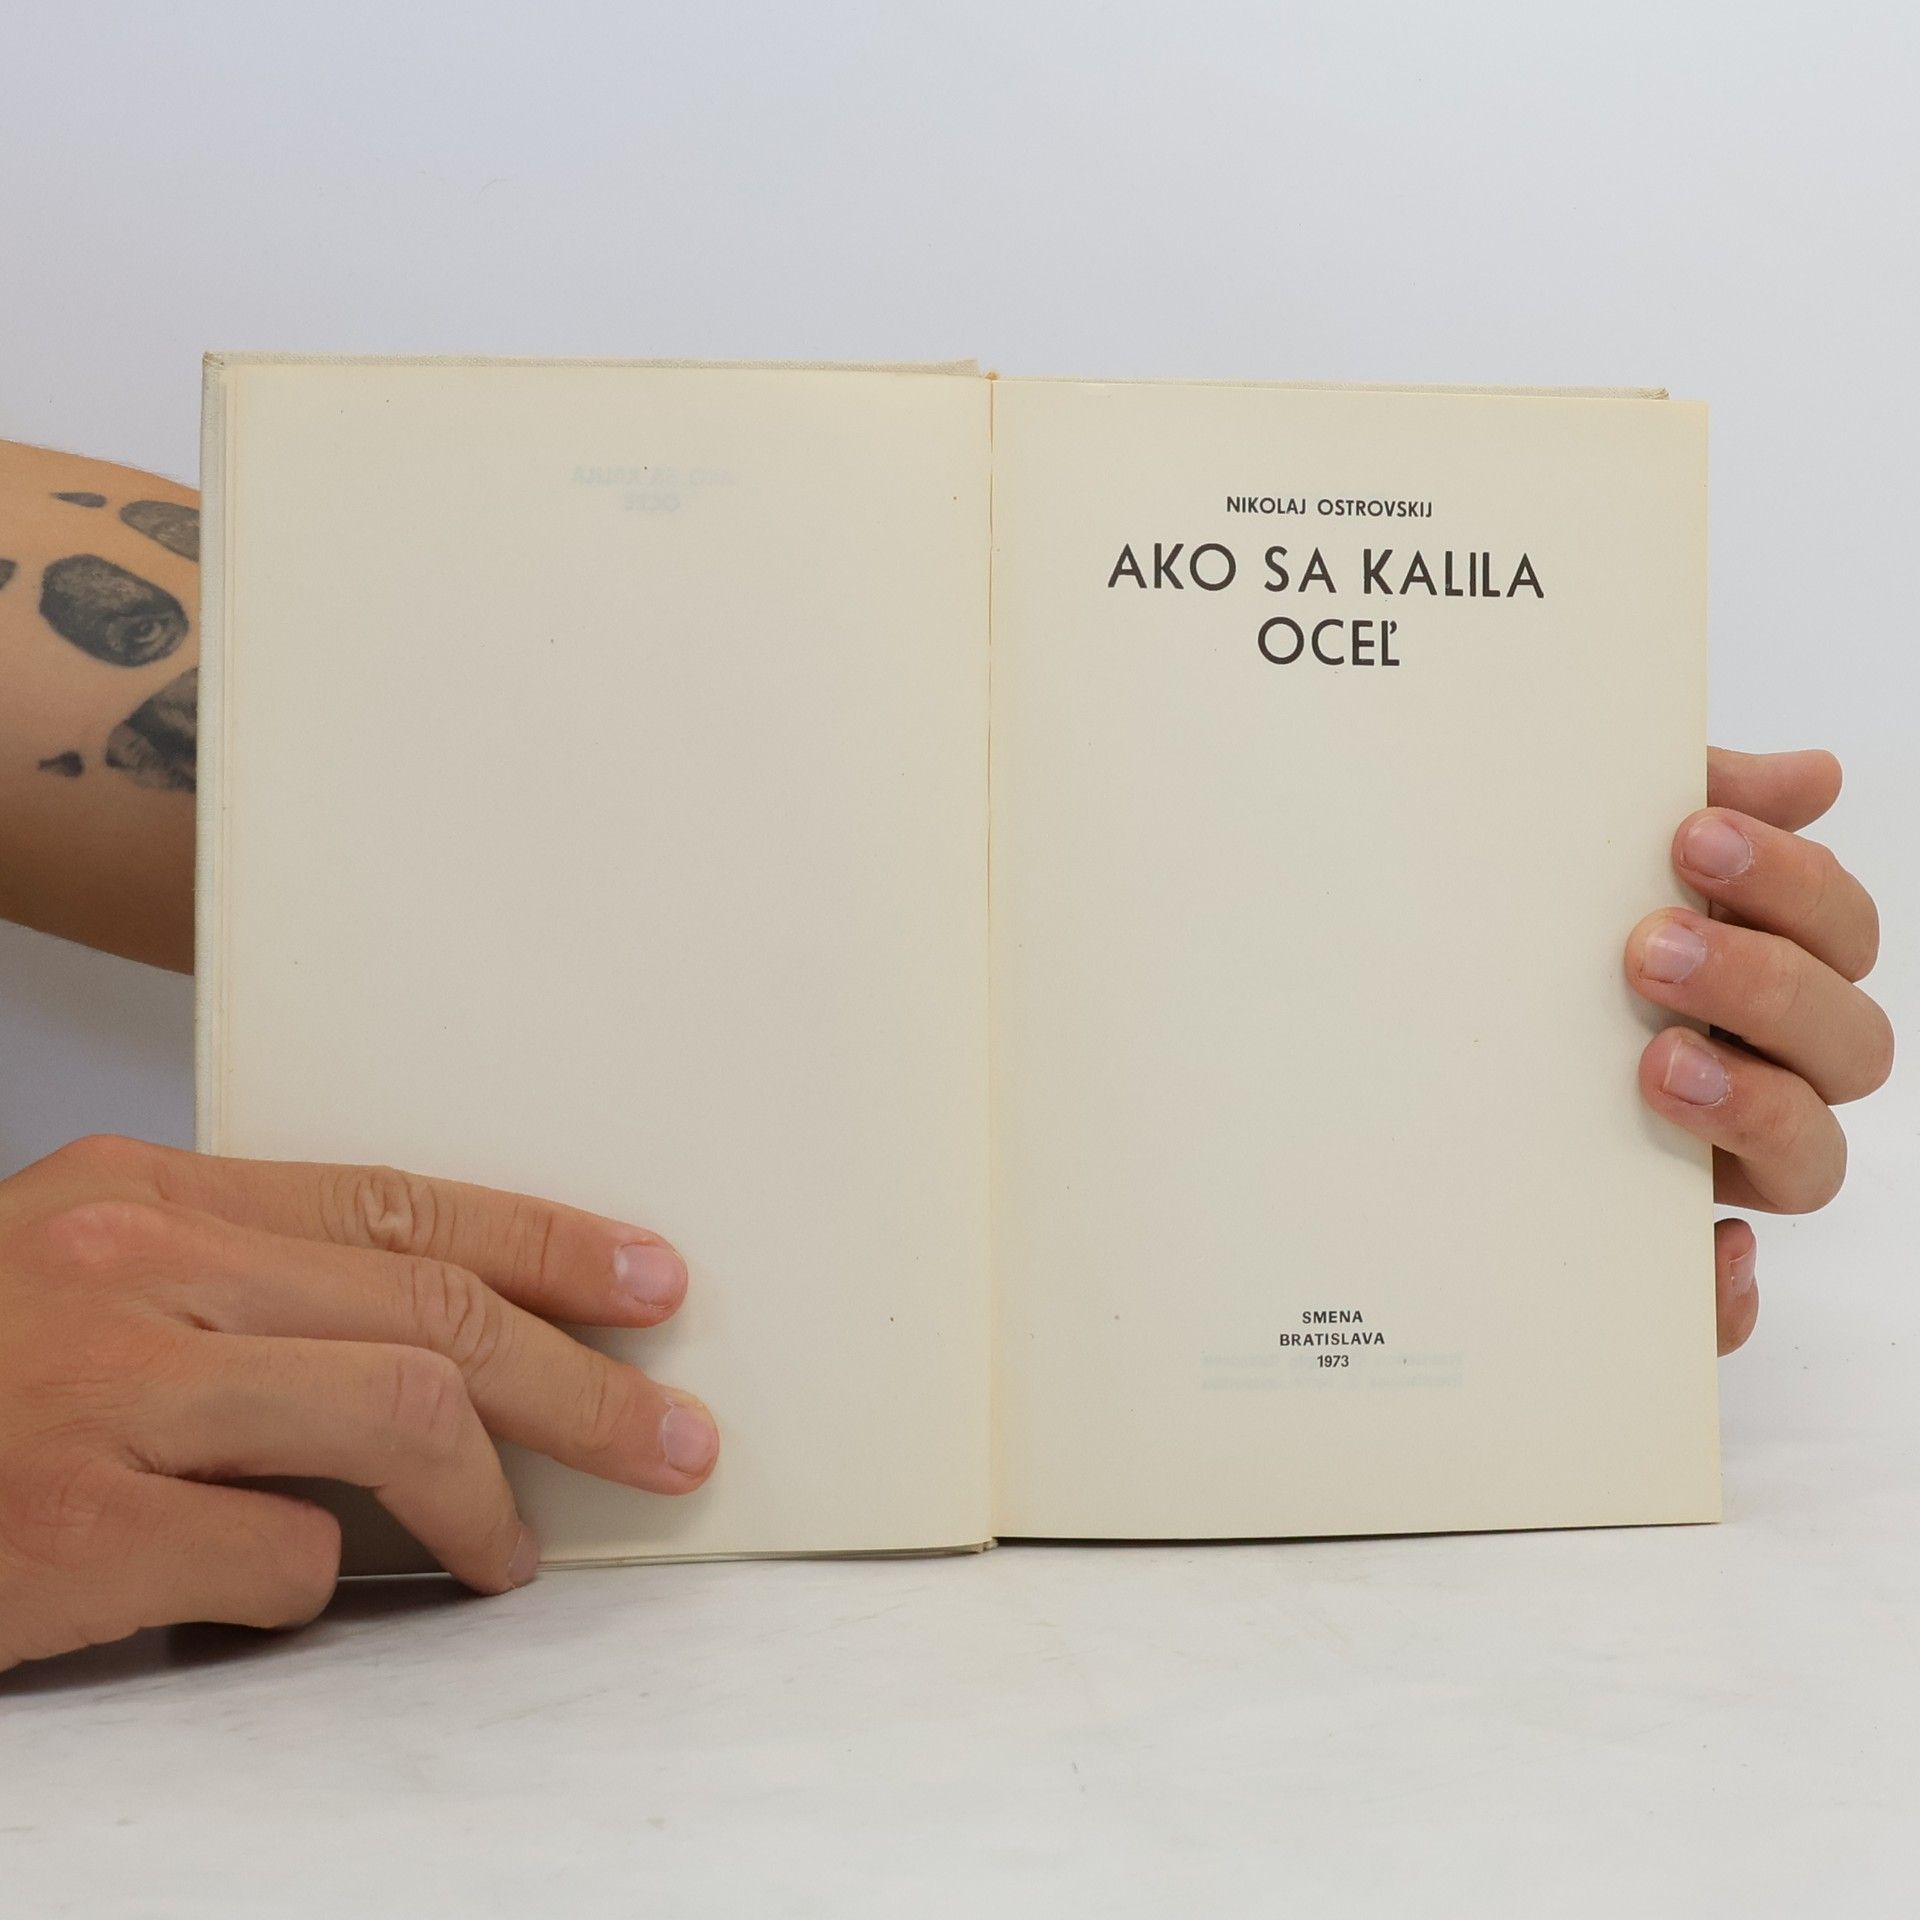 NIKOLAJ OSTROVSKIJ
AKO SA KALILA
OCEĽ
SMENA
BRATISLAVA
1973